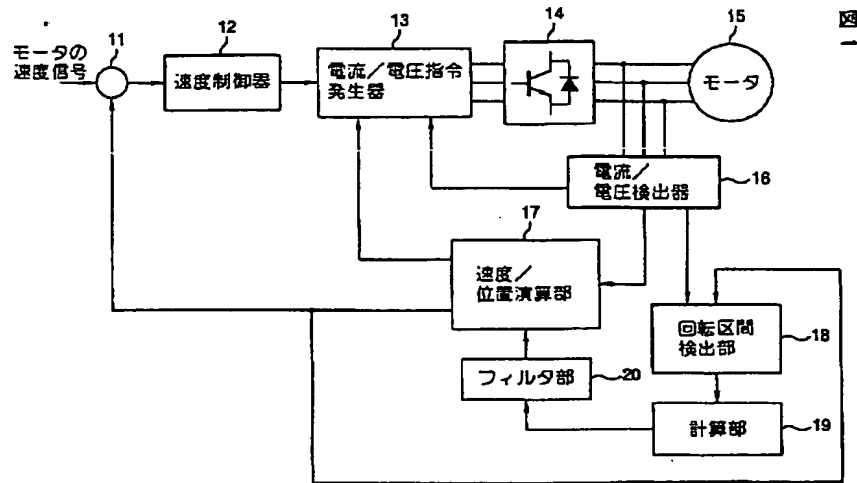 図
一
モータの
速度信号
11
12
速度制御器
13
電流/電圧指令
発生器
14
15
モータ
電流/
電圧検出器
16
17
速度/
位置演算部
回転区間
検出部
18
フィルタ部
20
計算部
19